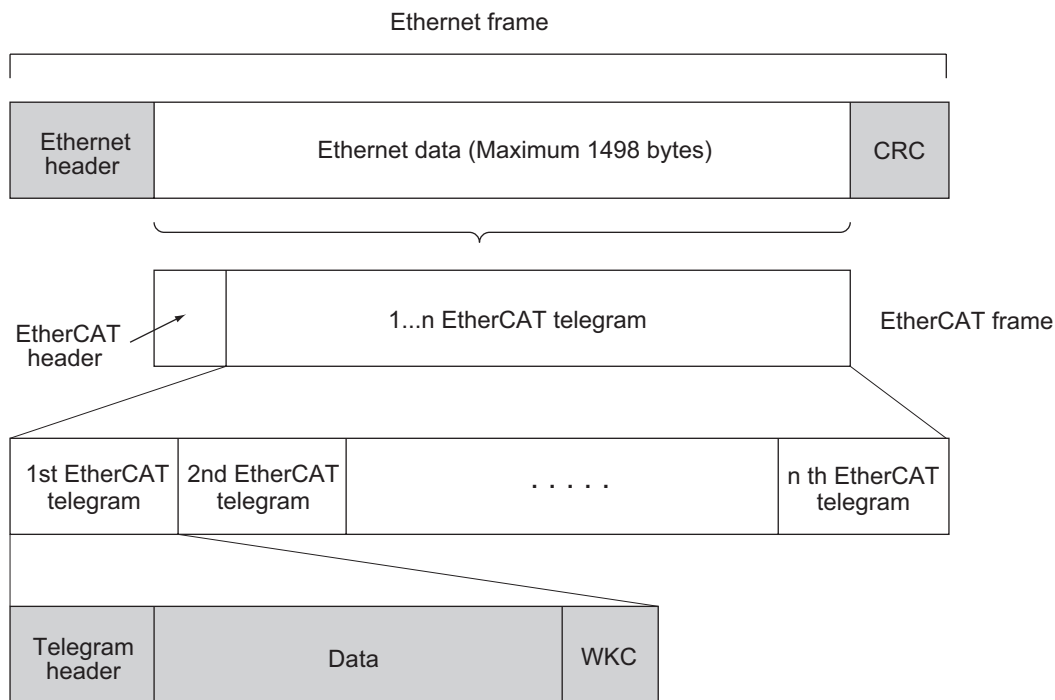 Ethernet frame
Ethernet
header
Ethernet data (Maximum 1498 bytes)
CRC
EtherCAT
header
1...n EtherCAT telegram
EtherCAT frame
1st EtherCAT
telegram
2nd EtherCAT
telegram
. . . . .
n th EtherCAT
telegram
Telegram
header
Data
WKC